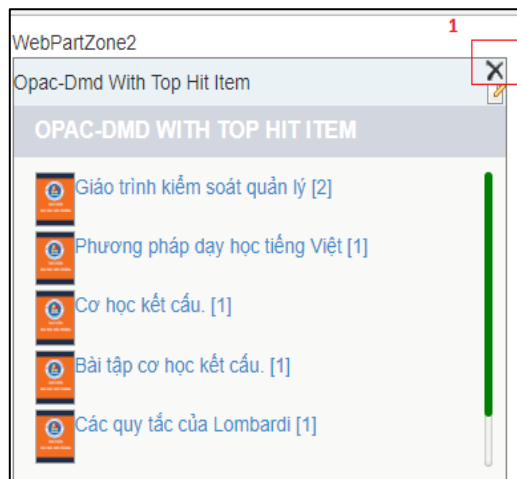 1
WebPartZone2
Opac-Dmd With Top Hit Item
OPAC-DMD WITH TOP HIT ITEM
Giáo trình kiểm soát quản lý [2]
Phương pháp dạy học tiếng Việt [1]
Cơ học kết cấu. [1]
Bài tập cơ học kết cấu. [1]
Các quy tắc của Lombardi [1]